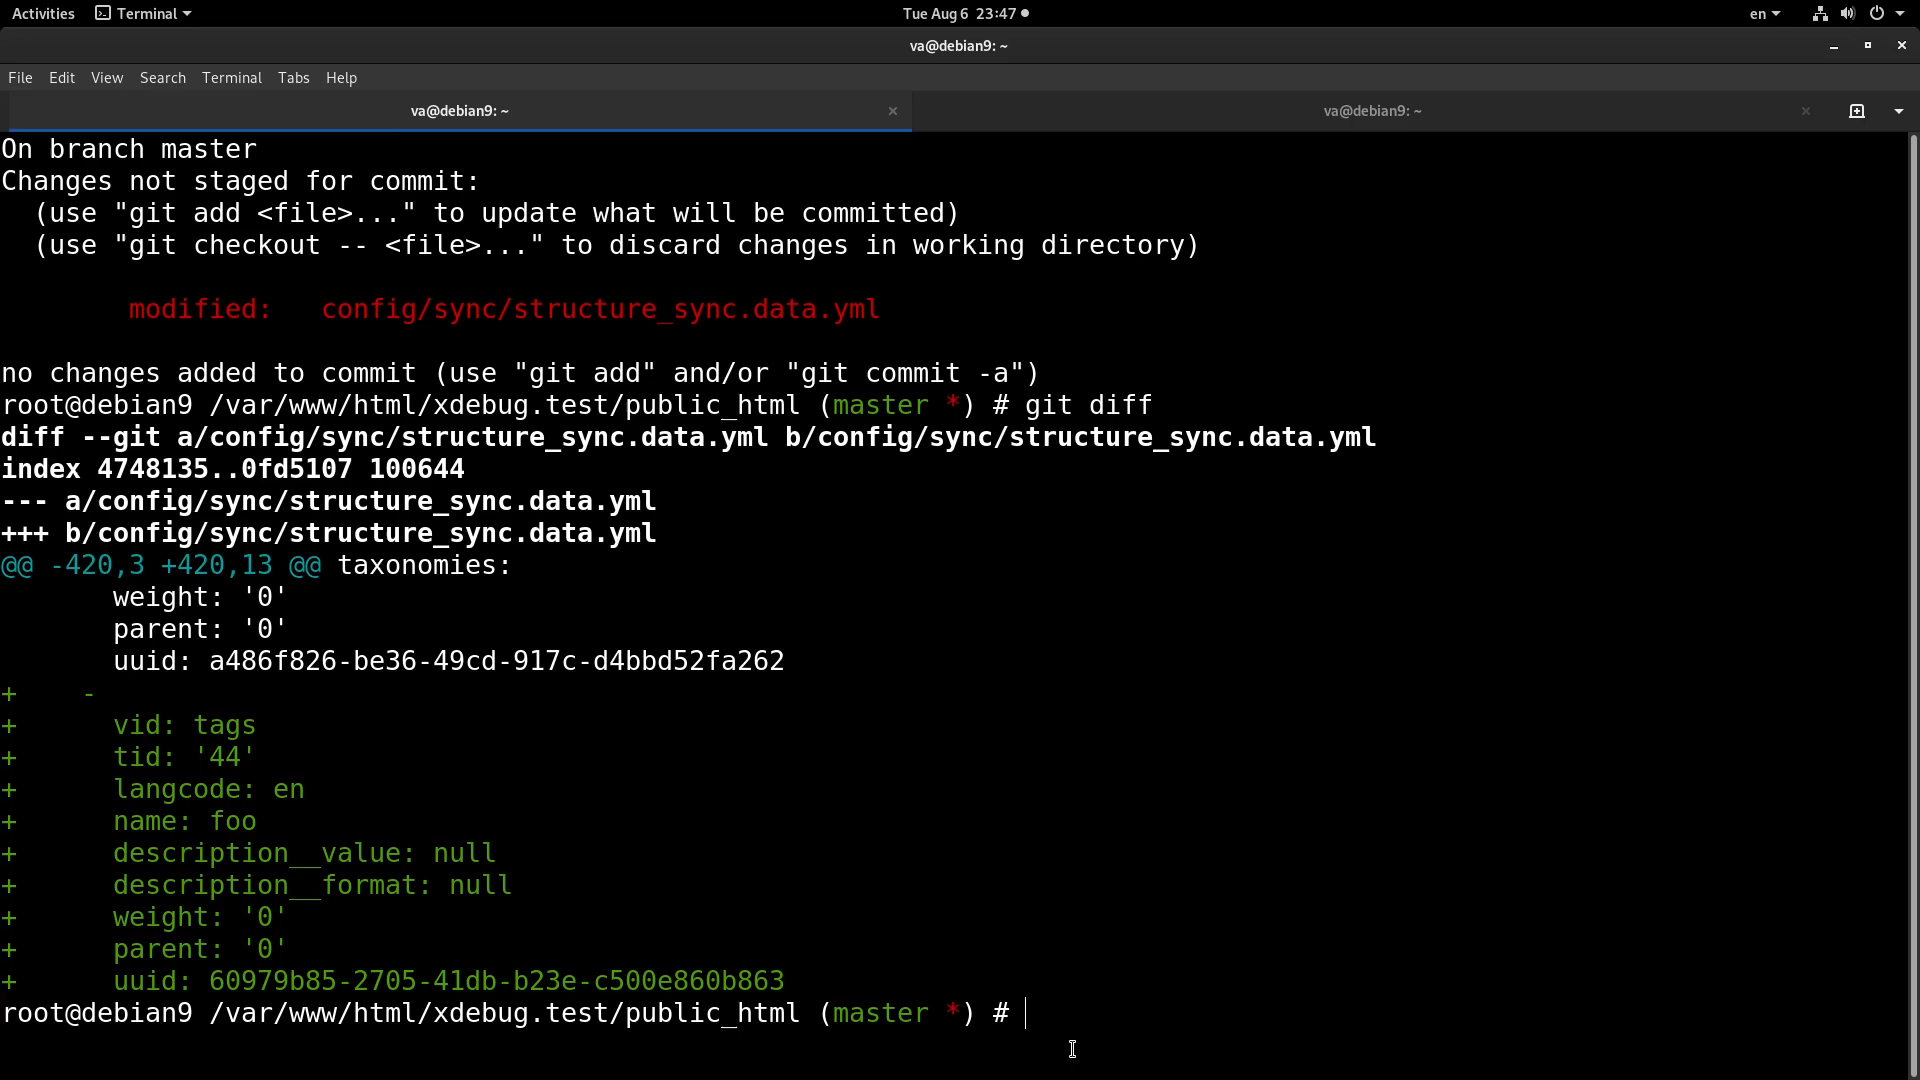 Activities Terminal Tue Aug 6 23:47 en
va@debian9: ~
File Edit View Search Terminal Tabs Help
va@debian9: ~ va@debian9: ~
On branch master
Changes not staged for commit:
  (use "git add <file>..." to update what will be committed)
  (use "git checkout -- <file>..." to discard changes in working directory)
        modified:   config/sync/structure_sync.data.yml
no changes added to commit (use "git add" and/or "git commit -a")
root@debian9 /var/www/html/xdebug.test/public_html (master *) # git diff
diff --git a/config/sync/structure_sync.data.yml b/config/sync/structure_sync.data.yml
index 4748135..0fd5107 100644
--- a/config/sync/structure_sync.data.yml
+++ b/config/sync/structure_sync.data.yml
@@ -420,3 +420,13 @@ taxonomies:
       weight: '0'
       parent: '0'
       uuid: a486f826-be36-49cd-917c-d4bbd52fa262
+    -
+      vid: tags
+      tid: '44'
+      langcode: en
+      name: foo
+      description__value: null
+      description__format: null
+      weight: '0'
+      parent: '0'
+      uuid: 60979b85-2705-41db-b23e-c500e860b863
root@debian9 /var/www/html/xdebug.test/public_html (master *) #